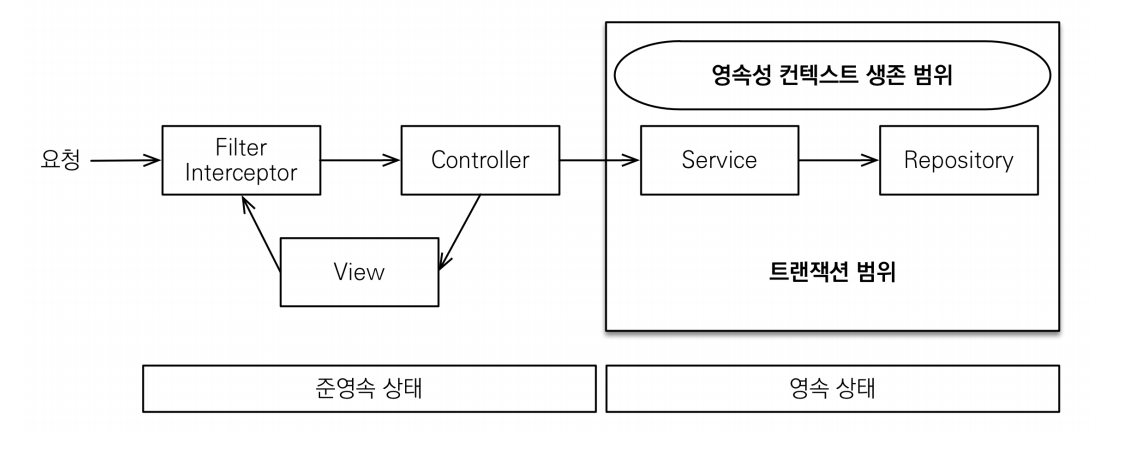 영속성 컨텍스트 생존 범위
요청
Filter
Interceptor
Controller
Service
Repository
View
트랜잭션 범위
준영속 상태
영속 상태